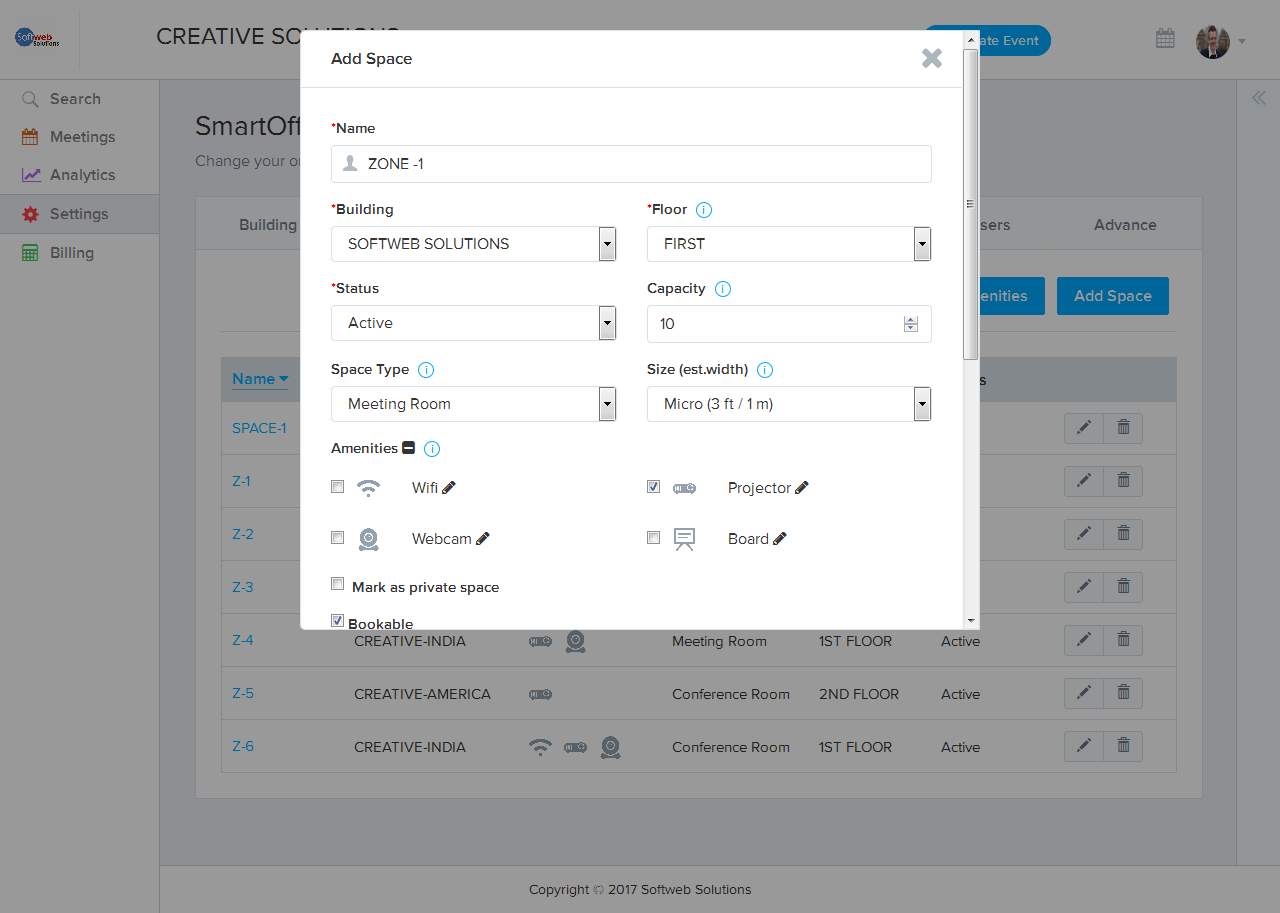 Softweb
Solutions
CREATIVE SO
ate Event
Search
Meetings
Analytics
Settings
Billing
SmartOff
Change your o
Building
sers
Advance
enities
Add Space
Add Space
*Name
ZONE -1
*Building
*Floor
SOFTWEB SOLUTIONS
FIRST
*Status
Capacity
Active
10
Space Type
Size (est.width)
Meeting Room
Micro (3 ft / 1 m)
Amenities
Wifi
Projector
Webcam
Board
Mark as private space
Bookable
Name
s
SPACE-1
Z-1
Z-2
Z-3
Z-4 CREATIVE-INDIA Meeting Room 1ST FLOOR Active
Z-5 CREATIVE-AMERICA Conference Room 2ND FLOOR Active
Z-6 CREATIVE-INDIA Conference Room 1ST FLOOR Active
Copyright © 2017 Softweb Solutions